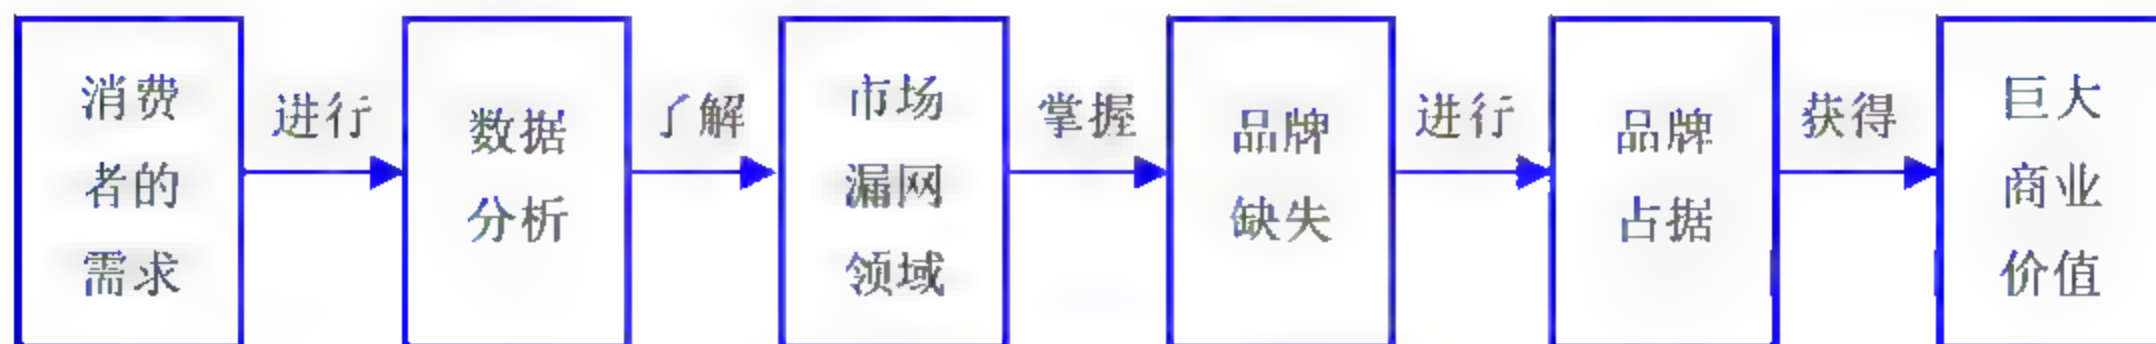 消费
者的
需求
进行
数据
分析
了解
市场
漏网
领域
掌握
品牌
缺失
进行
品牌
占据
获得
巨大
商业
价值